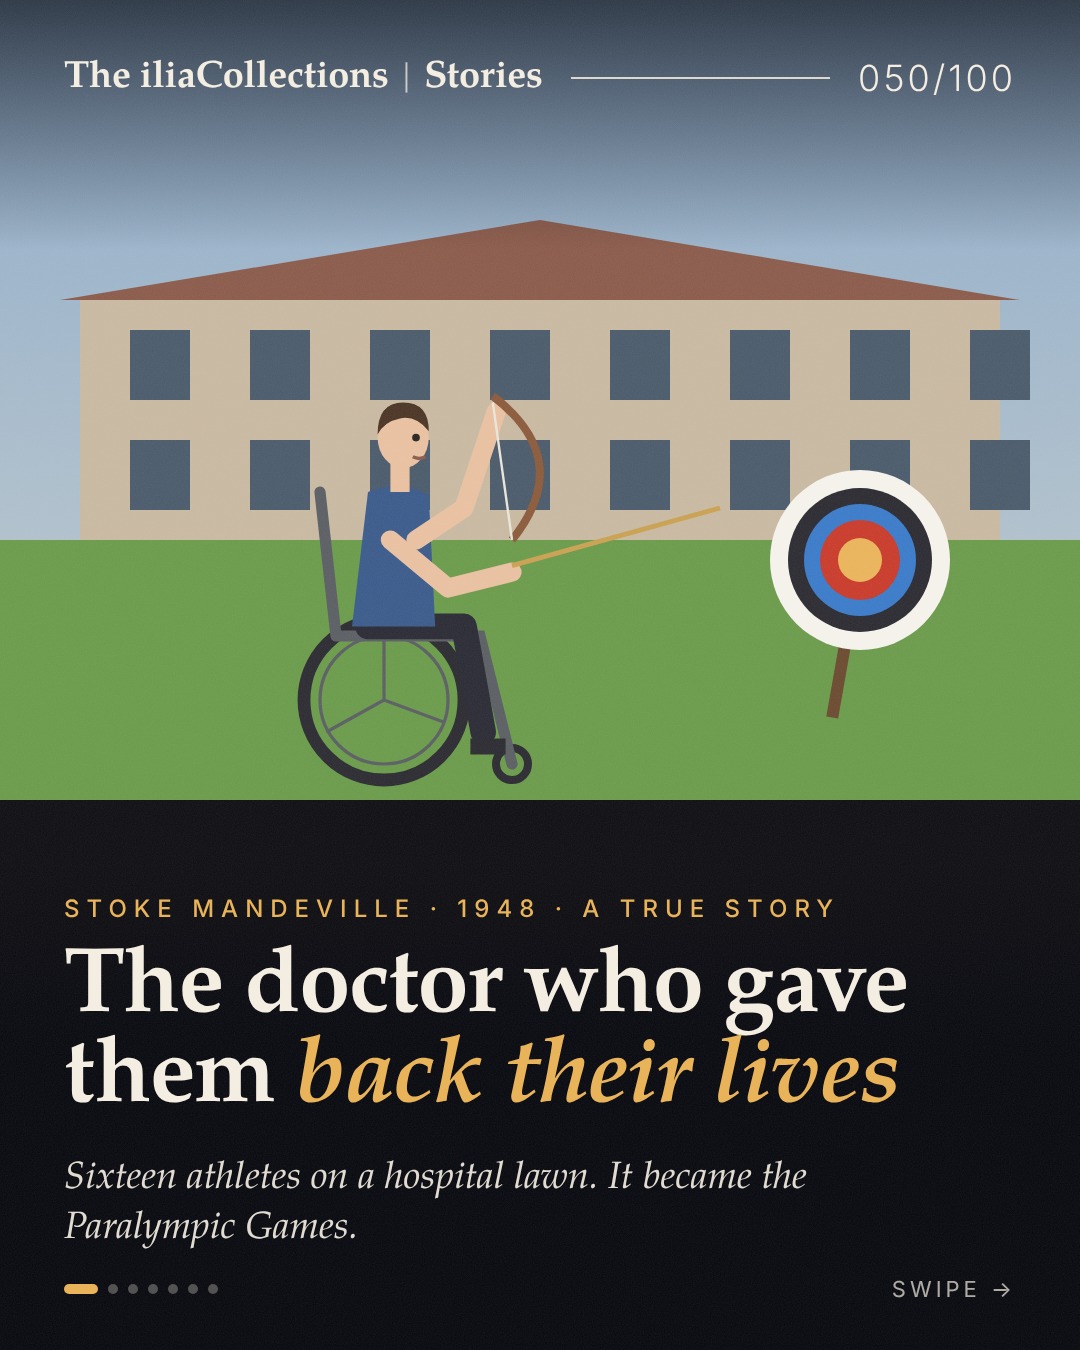 The iliaCollections | Stories
050/100
STOKE MANDEVILLE · 1948 · A TRUE STORY
The doctor who gave
them back their lives
Sixteen athletes on a hospital lawn. It became the
Paralympic Games.
SWIPE →